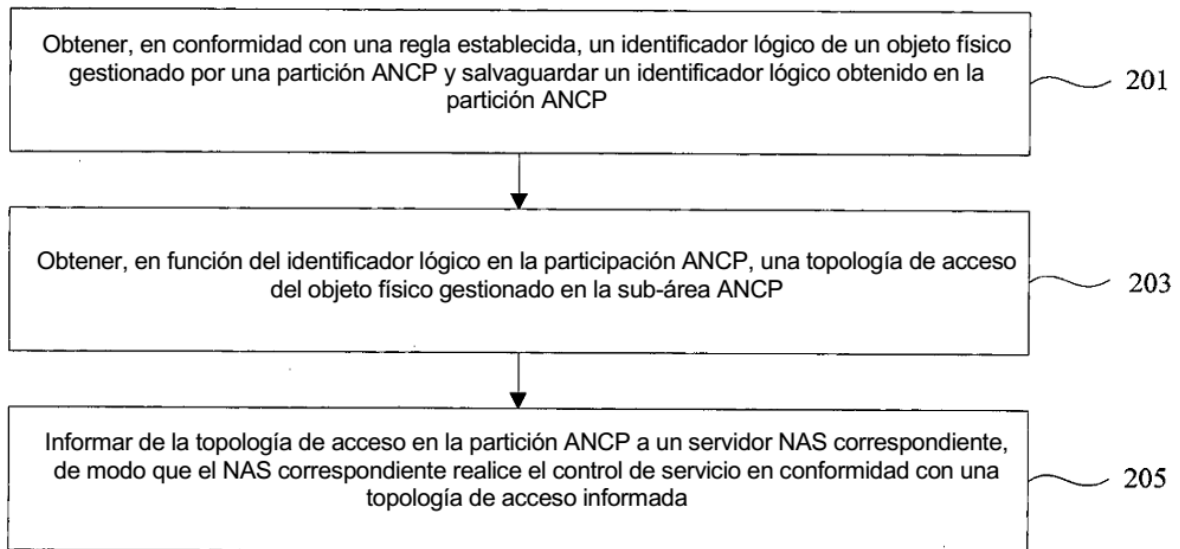 Obtener, en conformidad con una regla establecida, un identificador lógico de un objeto físico
gestionado por una partición ANCP y salvaguardar un identificador lógico obtenido en la
partición ANCP
201
Obtener, en función del identificador lógico en la participación ANCP, una topología de acceso
del objeto físico gestionado en la sub-área ANCP
203
Informar de la topología de acceso en la partición ANCP a un servidor NAS correspondiente,
de modo que el NAS correspondiente realice el control de servicio en conformidad con una
topología de acceso informada
205